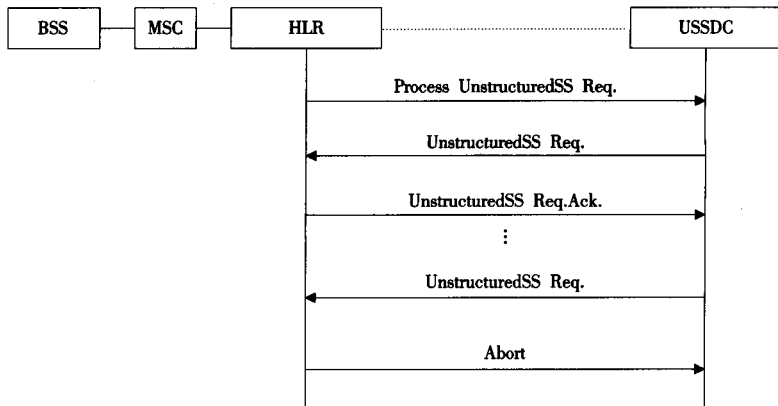 BSS MSC HLR USSDC
Process UnstructuredSS Req.
UnstructuredSS Req.
UnstructuredSS Req.Ack.
⋮
UnstructuredSS Req.
Abort